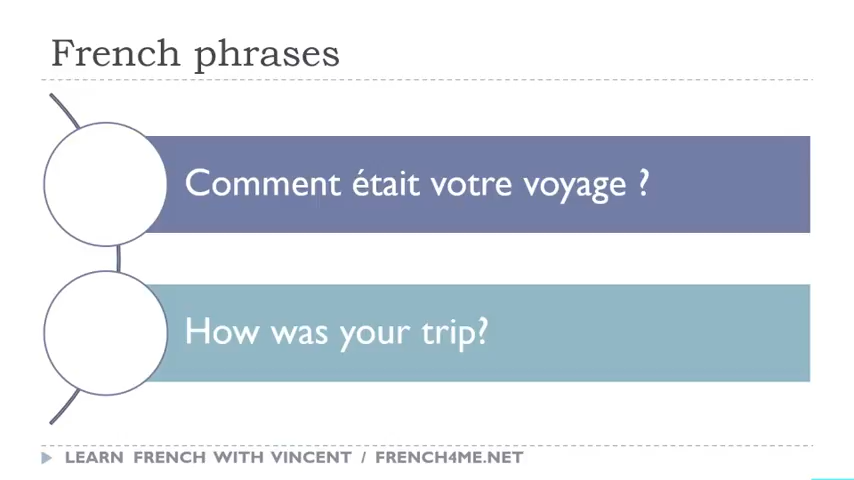 French phrases
Comment était votre voyage ?
How was your trip?
LEARN FRENCH WITH VINCENT / FRENCH4ME.NET